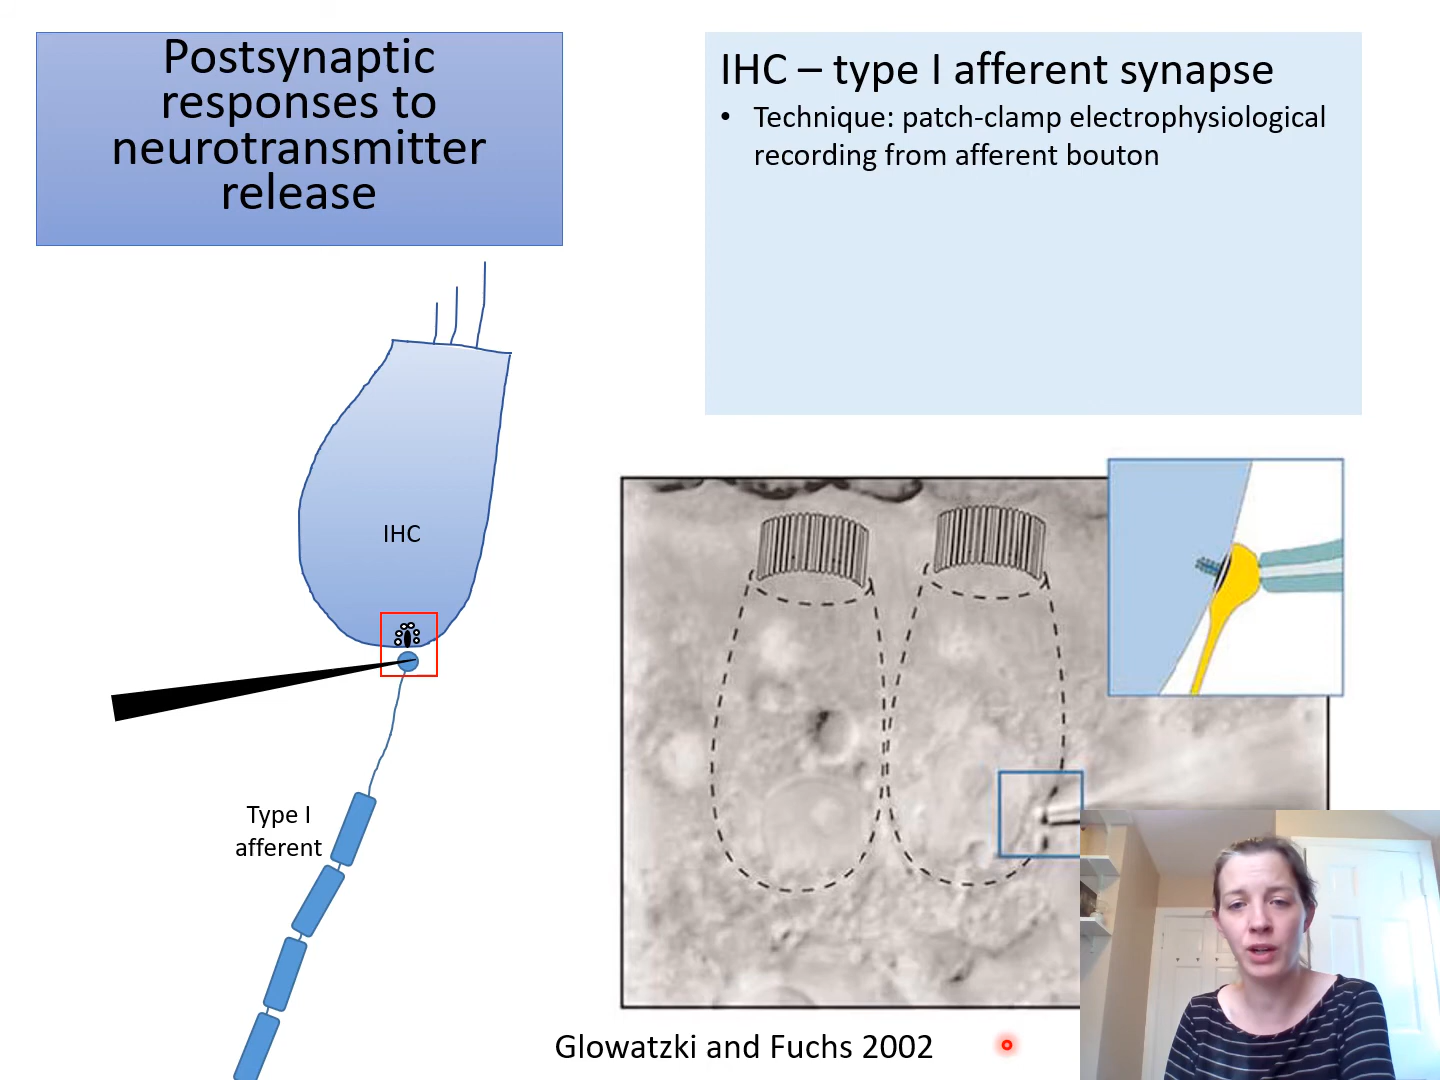 Postsynaptic
responses to
neurotransmitter
release
IHC – type I afferent synapse
• Technique: patch-clamp electrophysiological
recording from afferent bouton
IHC
Type I
afferent
Glowatzki and Fuchs 2002